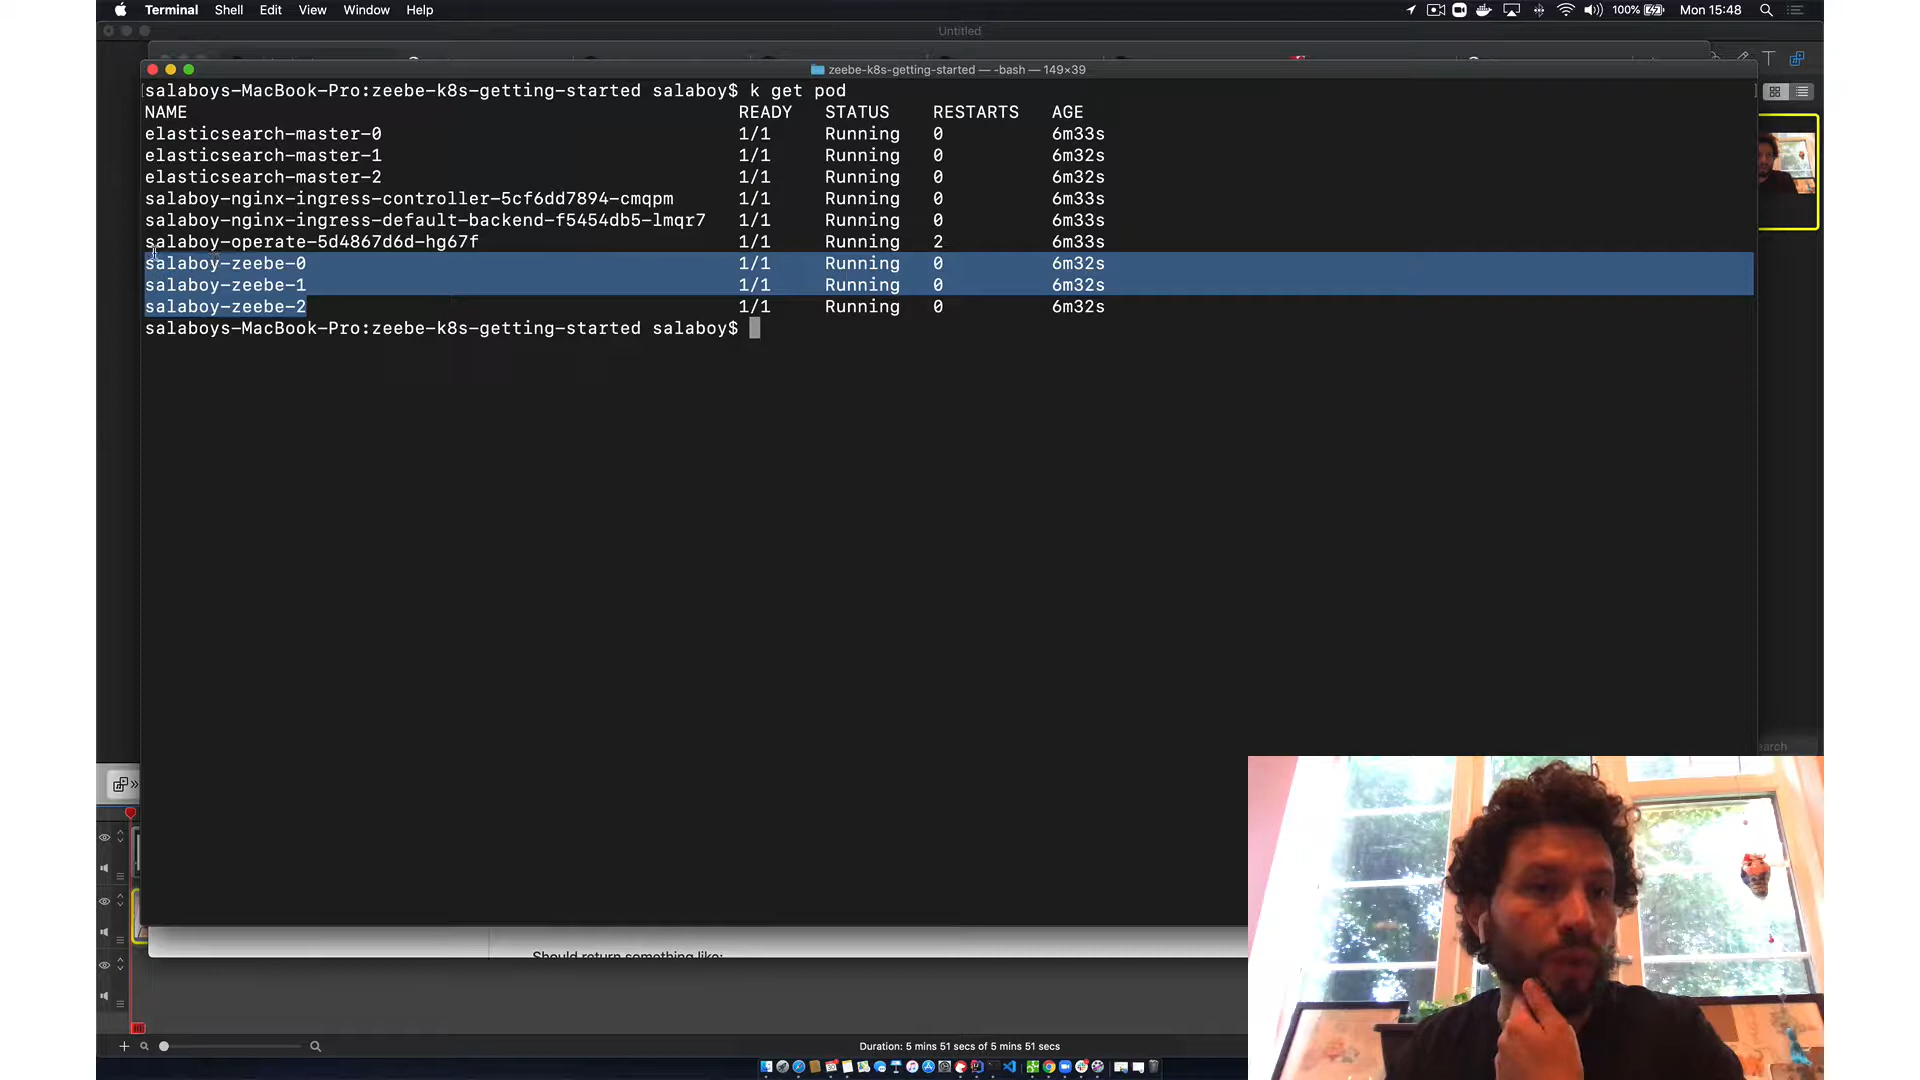 Terminal Shell Edit View Window Help 100% Mon 15:48
Untitled
zeebe-k8s-getting-started — -bash — 149×39
salaboys-MacBook-Pro:zeebe-k8s-getting-started salaboy$ k get pod
NAME READY STATUS RESTARTS AGE
elasticsearch-master-0 1/1 Running 0 6m33s
elasticsearch-master-1 1/1 Running 0 6m32s
elasticsearch-master-2 1/1 Running 0 6m32s
salaboy-nginx-ingress-controller-5cf6dd7894-cmqpm 1/1 Running 0 6m33s
salaboy-nginx-ingress-default-backend-f5454db5-lmqr7 1/1 Running 0 6m33s
salaboy-operate-5d4867d6d-hg67f 1/1 Running 2 6m33s
salaboy-zeebe-0 1/1 Running 0 6m32s
salaboy-zeebe-1 1/1 Running 0 6m32s
salaboy-zeebe-2 1/1 Running 0 6m32s
salaboys-MacBook-Pro:zeebe-k8s-getting-started salaboy$
earch
Should return something like:
Duration: 5 mins 51 secs of 5 mins 51 secs